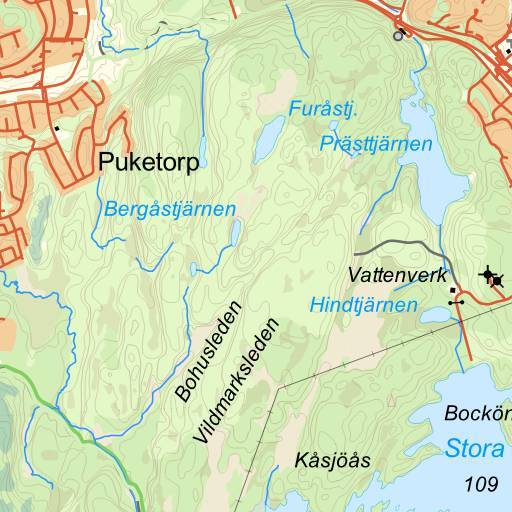 Furåstj.
Prästtjärnen
Puketorp
Bergåstjärnen
Vattenverk
Hindtjärnen
Bohusleden
Vildmarksleden
Bockön
Stora
Kåsjöås
109